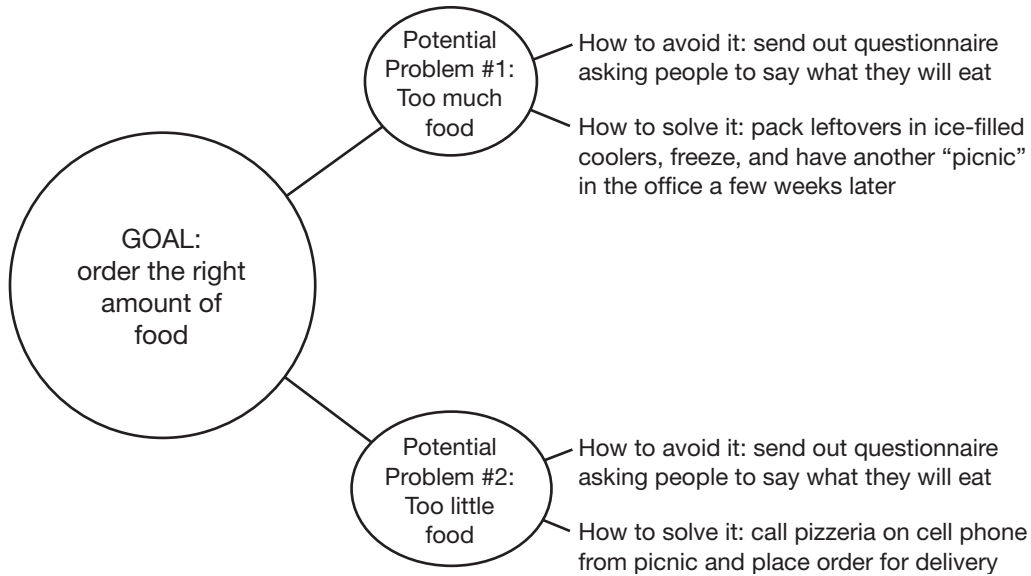 GOAL:
order the right
amount of
food
Potential
Problem #1:
Too much
food
How to avoid it: send out questionnaire
asking people to say what they will eat
How to solve it: pack leftovers in ice-filled
coolers, freeze, and have another “picnic”
in the office a few weeks later
Potential
Problem #2:
Too little
food
How to avoid it: send out questionnaire
asking people to say what they will eat
How to solve it: call pizzeria on cell phone
from picnic and place order for delivery